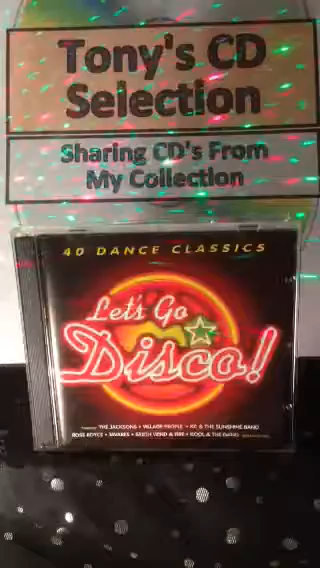 Tony's CD
Selection
Sharing CD's From
My Collection
40 DANCE CLASSICS
Let's Go
Disco!
THE JACKSONS • VILLAGE PEOPLE • KC & THE SUNSHINE BAND
ROSE ROYCE • TAVARES • EARTH WIND & FIRE • KOOL & THE GANG